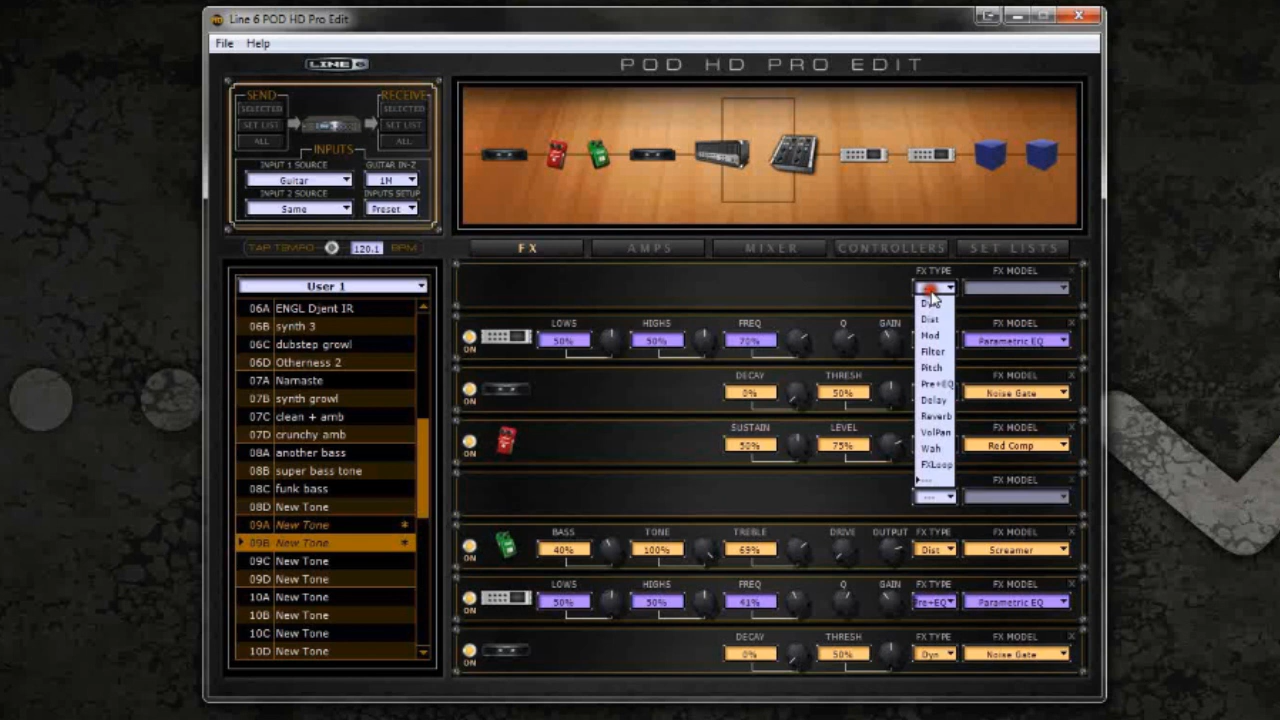 Line 6 POD HD Pro Edit
File Help
LINE 6
POD HD PRO EDIT
SEND RECEIVE
SELECTED SELECTED
SET LIST SET LIST
ALL ALL
INPUTS
INPUT 1 SOURCE GUITAR IN-Z
Guitar 1M
INPUT 2 SOURCE INPUTS SETUP
Same Preset
TAP TEMPO 120.1 BPM
FX AMPS MIXER CONTROLLERS SET LISTS
User 1
06A ENGL Djent IR
06B synth 3
06C dubstep growl
06D Otherness 2
07A Namaste
07B synth growl
07C clean + amb
07D crunchy amb
08A another bass
08B super bass tone
08C funk bass
08D New Tone
09A New Tone *
09B New Tone *
09C New Tone
09D New Tone
10A New Tone
10B New Tone
10C New Tone
10D New Tone
FX TYPE FX MODEL X
Dist
Mod
Filter
Pitch
Pre+EQ
Delay
Reverb
VolPan
Wah
FXLoop
---
LOWS HIGHS FREQ Q GAIN FX MODEL X
ON 50% 50% 70% Parametric EQ
DECAY THRESH FX MODEL X
ON 0% 50% Noise Gate
SUSTAIN LEVEL FX MODEL X
ON 50% 75% Red Comp
FX MODEL X
---
BASS TONE TREBLE DRIVE OUTPUT FX TYPE FX MODEL X
ON 40% 100% 69% Dist Screamer
LOWS HIGHS FREQ Q GAIN FX TYPE FX MODEL X
ON 50% 50% 41% Pre+EQ Parametric EQ
DECAY THRESH FX TYPE FX MODEL X
ON 0% 50% Dyn Noise Gate